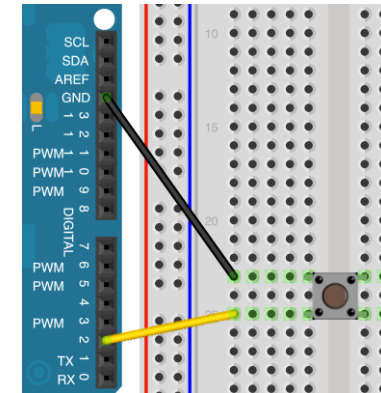 SCL
SDA
AREF
GND
L
13
12
PWM 11
PWM 10
PWM 9
8
DIGITAL
7
PWM 6
PWM 5
4
PWM 3
2
TX 1
RX 0
10
15
20